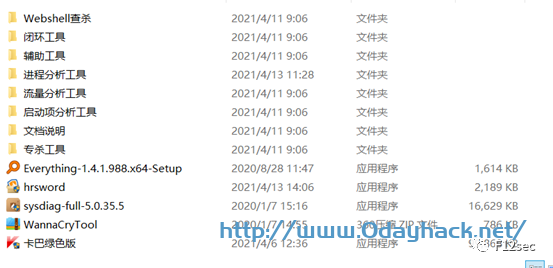 Webshell查杀 2021/4/11 9:06 文件夹
闭环工具 2021/4/11 9:06 文件夹
辅助工具 2021/4/11 9:06 文件夹
进程分析工具 2021/4/13 11:28 文件夹
流量分析工具 2021/4/11 9:06 文件夹
启动项分析工具 2021/4/11 9:06 文件夹
文档说明 2021/4/11 9:06 文件夹
专杀工具 2021/4/11 9:06 文件夹
Everything-1.4.1.988.x64-Setup 2020/8/28 11:47 应用程序 1,614 KB
hrsword 2021/4/13 14:06 应用程序 2,189 KB
sysdiag-full-5.0.35.5 2020/1/7 15:16 应用程序 16,629 KB
WannaCryTool 2020/1/7 14:55 360压缩 ZIP 文件 786 KB
http://www.0dayhack.net/
卡巴绿色版 2021/4/6 12:36 应用程序 KB
F12sec